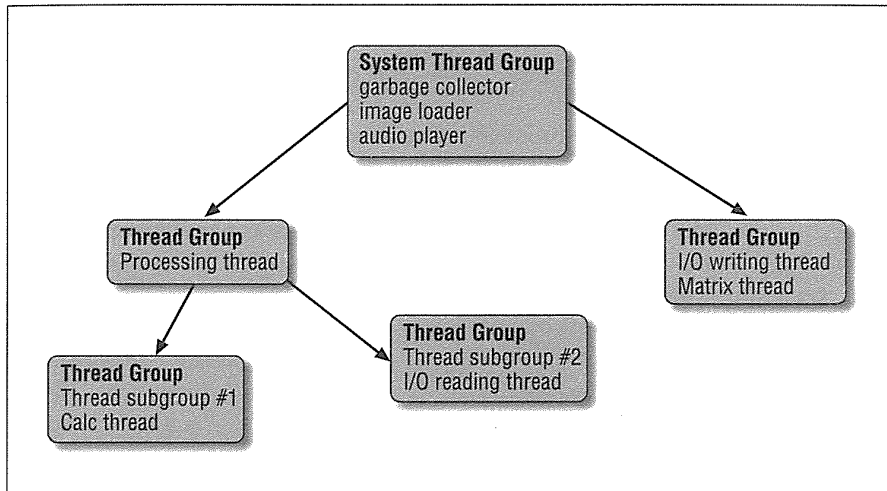 System Thread Group
garbage collector
image loader
audio player
Thread Group
Processing thread
Thread Group
I/O writing thread
Matrix thread
Thread Group
Thread subgroup #2
I/O reading thread
Thread Group
Thread subgroup #1
Calc thread